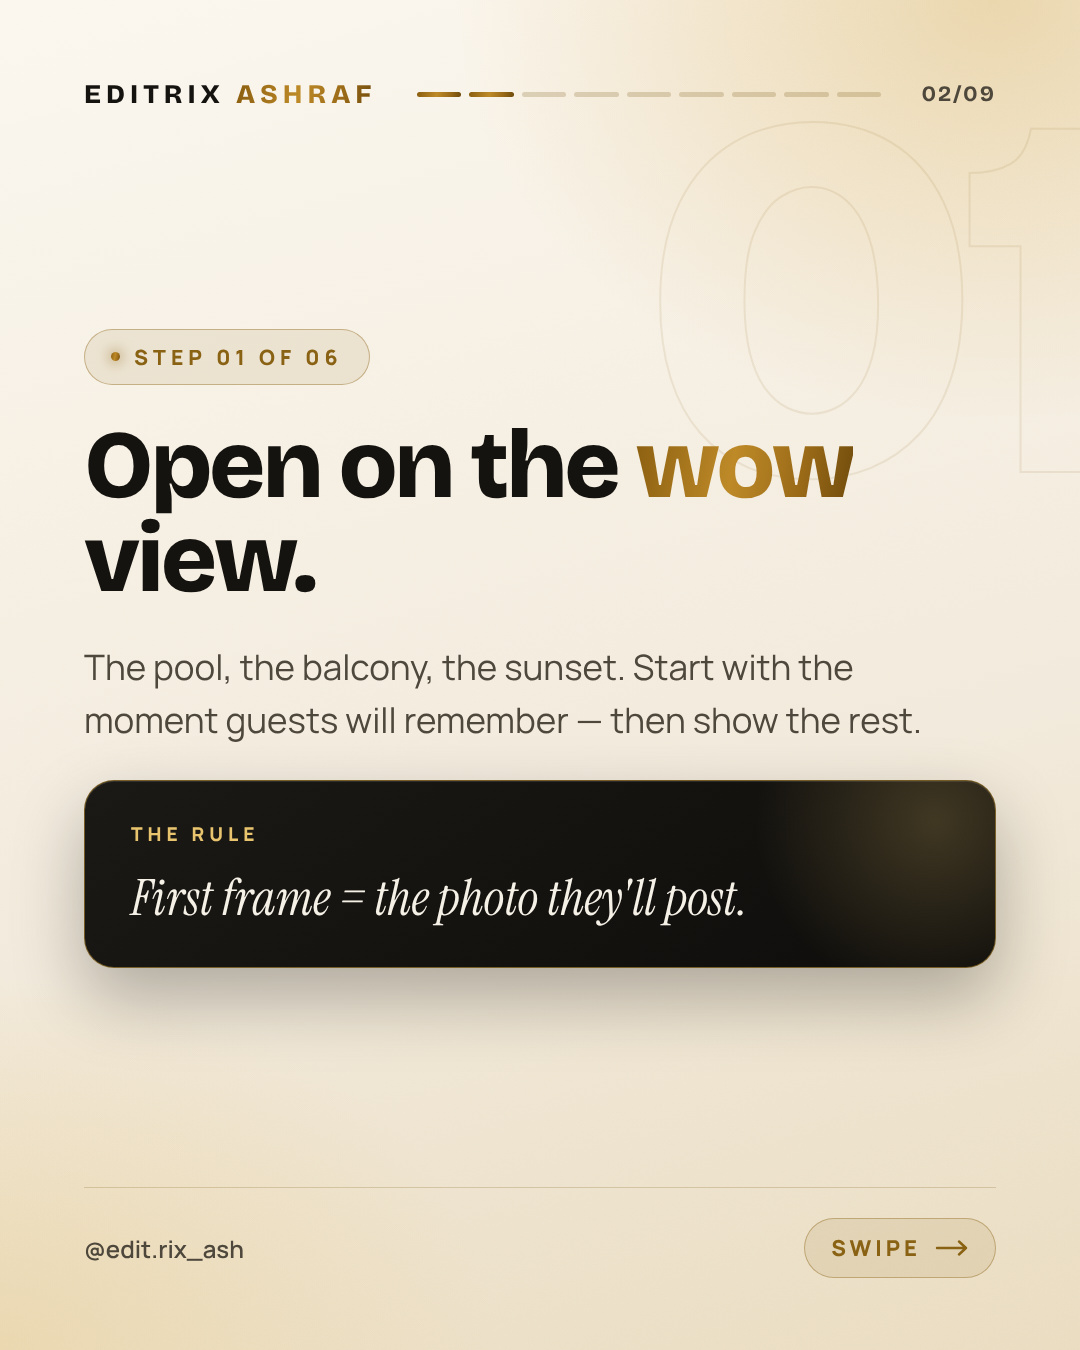 EDITRIX ASHRAF
02/09
01
STEP 01 OF 06
Open on the wow
view.
The pool, the balcony, the sunset. Start with the
moment guests will remember — then show the rest.
THE RULE
First frame = the photo they'll post.
@edit.rix_ash
SWIPE →